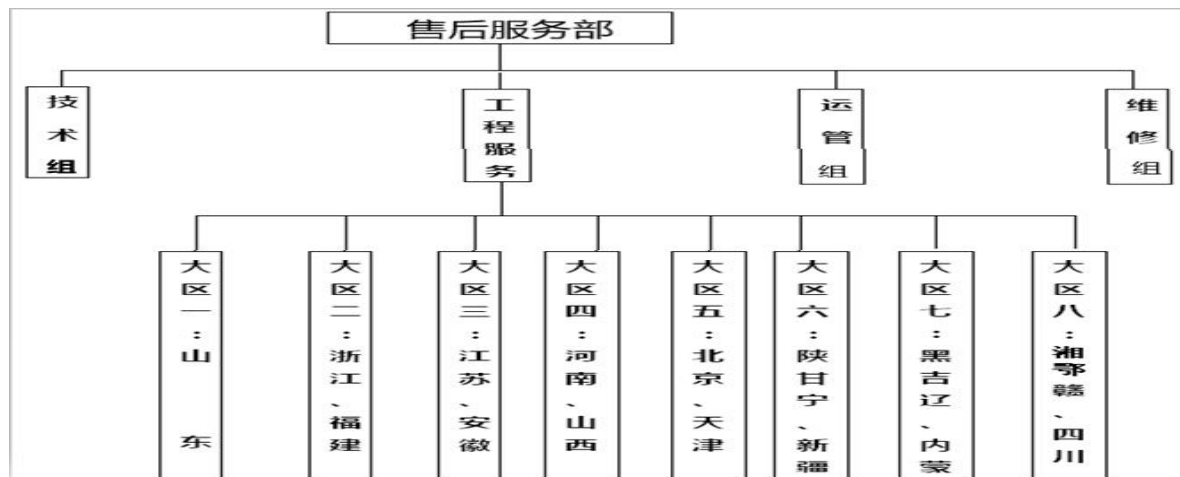 售后服务部
技术组
工程服务
运管组
维修组
大区一:山东
大区二:浙江、福建
大区三:江苏、安徽
大区四:河南、山西
大区五:北京、天津
大区六:陕甘宁、新疆
大区七:黑吉辽、内蒙
大区八:湘鄂赣、四川